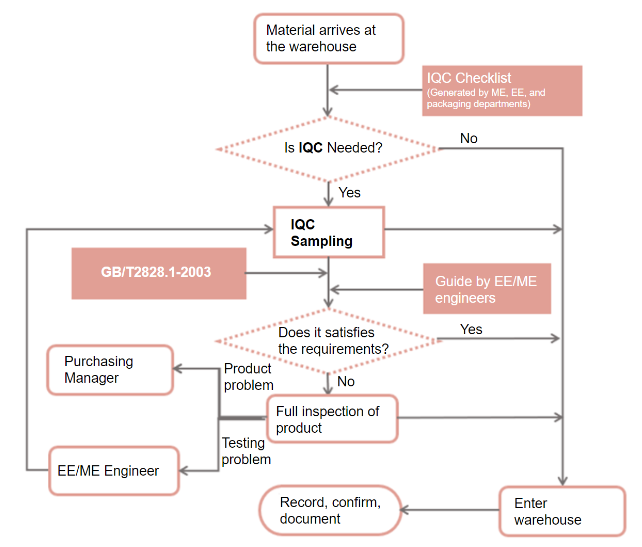 Material arrives at
the warehouse
IQC Checklist
(Generated by ME, EE, and
packaging departments)
Is IQC Needed?
No
Yes
IQC
Sampling
GB/T2828.1-2003
Guide by EE/ME
engineers
Does it satisfies
the requirements?
Yes
No
Purchasing
Manager
Product
problem
Full inspection of
product
Testing
problem
EE/ME Engineer
Record, confirm,
document
Enter
warehouse